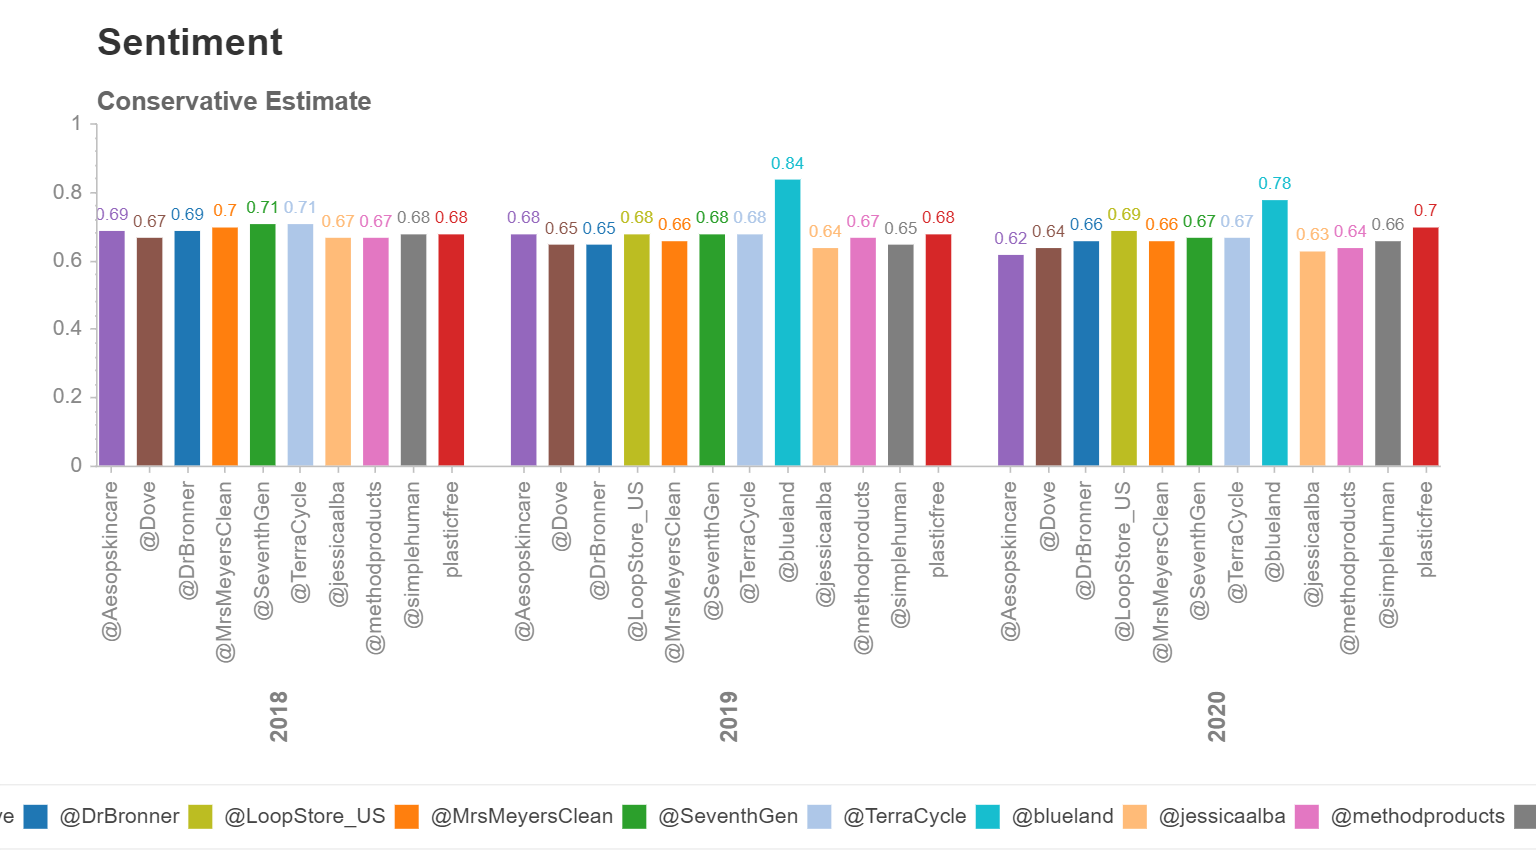 Sentiment
Conservative Estimate
1
0.8
0.6
0.4
0.2
0
0.69 0.67 0.69 0.7 0.71 0.71 0.67 0.67 0.68 0.68
0.68 0.65 0.65 0.68 0.66 0.68 0.68 0.84 0.64 0.67 0.65 0.68
0.62 0.64 0.66 0.69 0.66 0.67 0.67 0.78 0.63 0.64 0.66 0.7
@Aesopskincare
@Dove
@DrBronner
@MrsMeyersClean
@SeventhGen
@TerraCycle
@jessicaalba
@methodproducts
@simplehuman
plasticfree
@Aesopskincare
@Dove
@DrBronner
@LoopStore_US
@MrsMeyersClean
@SeventhGen
@TerraCycle
@blueland
@jessicaalba
@methodproducts
@simplehuman
plasticfree
@Aesopskincare
@Dove
@DrBronner
@LoopStore_US
@MrsMeyersClean
@SeventhGen
@TerraCycle
@blueland
@jessicaalba
@methodproducts
@simplehuman
plasticfree
2018
2019
2020
ve @DrBronner @LoopStore_US @MrsMeyersClean @SeventhGen @TerraCycle @blueland @jessicaalba @methodproducts